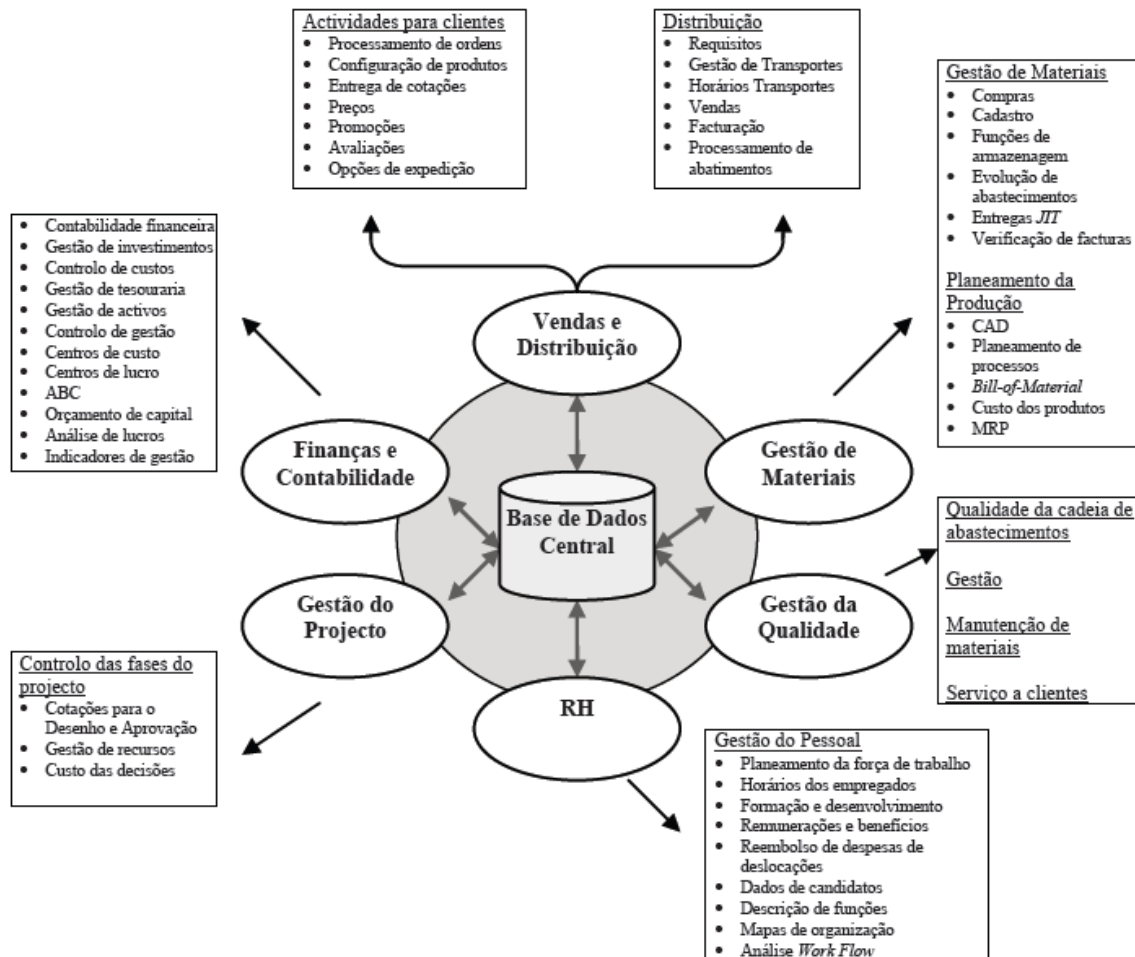 Actividades para clientes
• Processamento de ordens
• Configuração de produtos
• Entrega de cotações
• Preços
• Promoções
• Avaliações
• Opções de expedição
Distribuição
• Requisitos
• Gestão de Transportes
• Horários Transportes
• Vendas
• Facturação
• Processamento de
abatimentos
Gestão de Materiais
• Compras
• Cadastro
• Funções de
armazenagem
• Evolução de
abastecimentos
• Entregas JIT
• Verificação de facturas
Planeamento da
Produção
• CAD
• Planeamento de
processos
• Bill-of-Material
• Custo dos produtos
• MRP
• Contabilidade financeira
• Gestão de investimentos
• Controlo de custos
• Gestão de tesouraria
• Gestão de activos
• Controlo de gestão
• Centros de custo
• Centros de lucro
• ABC
• Orçamento de capital
• Análise de lucros
• Indicadores de gestão
Vendas e
Distribuição
Finanças e
Contabilidade
Gestão de
Materiais
Base de Dados
Central
Gestão do
Projecto
Gestão da
Qualidade
RH
Qualidade da cadeia de
abastecimentos
Gestão
Manutenção de
materiais
Serviço a clientes
Controlo das fases do
projecto
• Cotações para o
Desenho e Aprovação
• Gestão de recursos
• Custo das decisões
Gestão do Pessoal
• Planeamento da força de trabalho
• Horários dos empregados
• Formação e desenvolvimento
• Remunerações e benefícios
• Reembolso de despesas de
deslocações
• Dados de candidatos
• Descrição de funções
• Mapas de organização
• Análise Work Flow